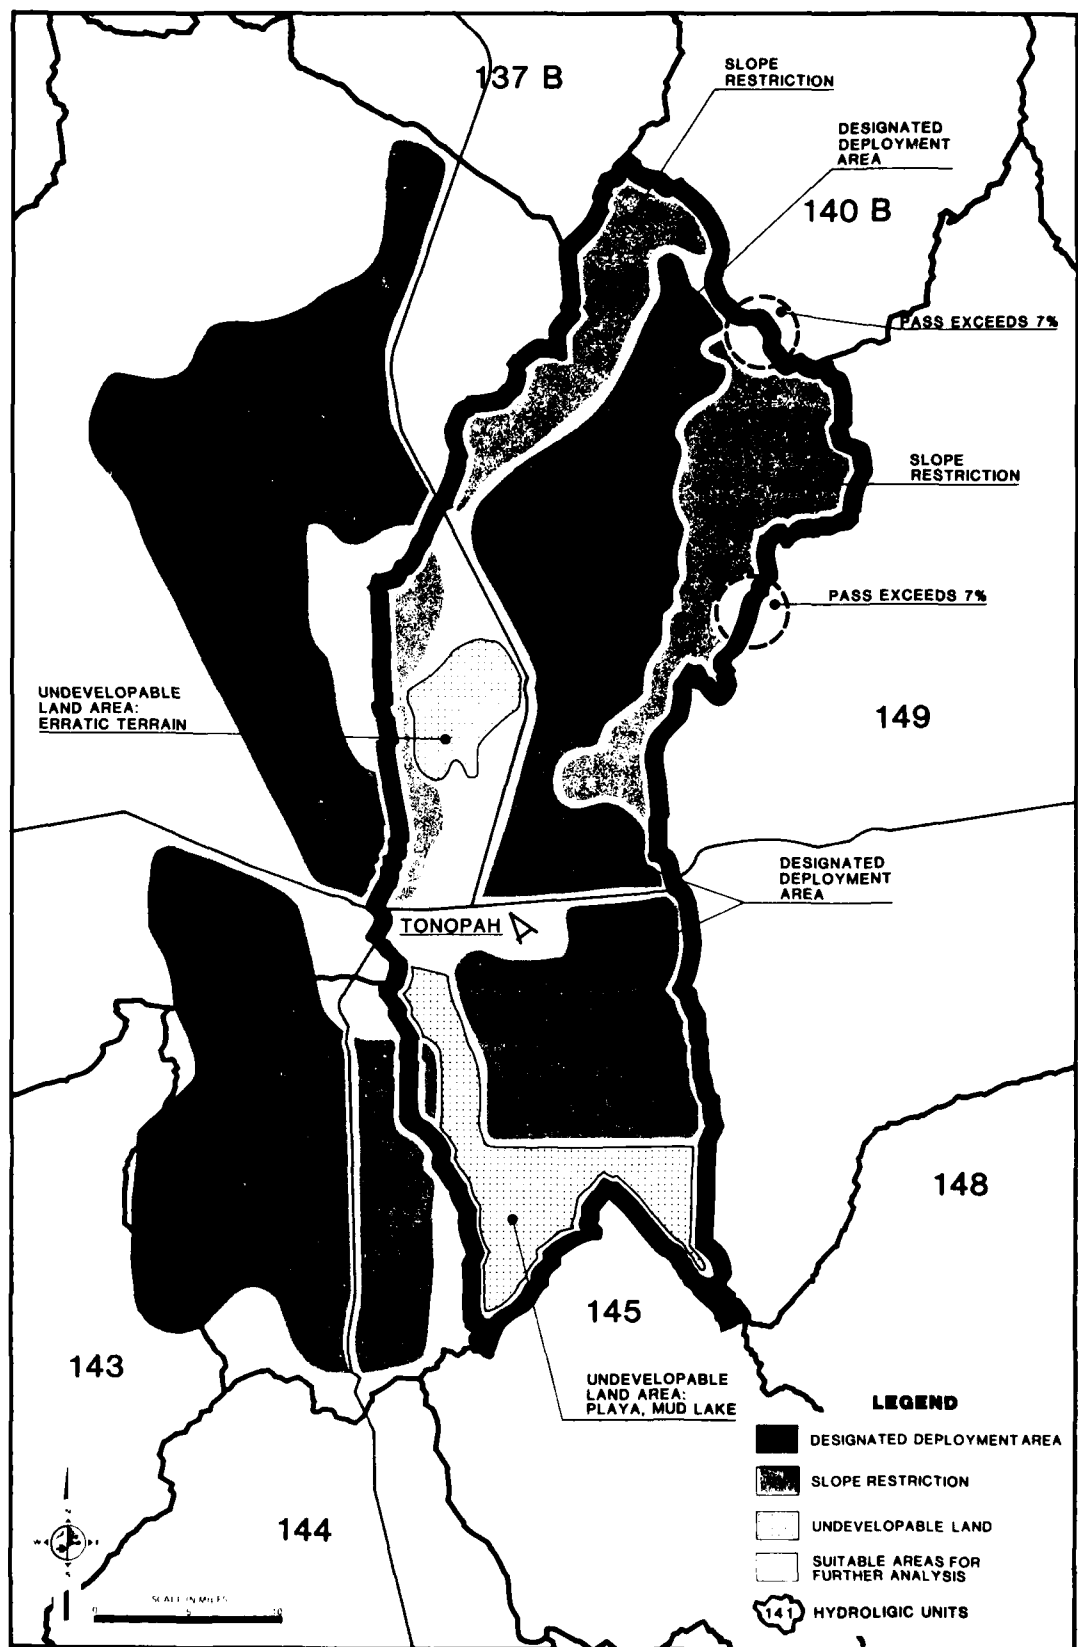 137 B
SLOPE
RESTRICTION
DESIGNATED
DEPLOYMENT
AREA
140 B
PASS EXCEEDS 7%
SLOPE
RESTRICTION
PASS EXCEEDS 7%
UNDEVELOPABLE
LAND AREA:
ERRATIC TERRAIN
149
DESIGNATED
DEPLOYMENT
AREA
TONOPAH
148
145
143
UNDEVELOPABLE
LAND AREA:
PLAYA, MUD LAKE
LEGEND
DESIGNATED DEPLOYMENT AREA
SLOPE RESTRICTION
UNDEVELOPABLE LAND
SUITABLE AREAS FOR
FURTHER ANALYSIS
141 HYDROLIGIC UNITS
144
N
W
SCALE IN MILES
0 5 10